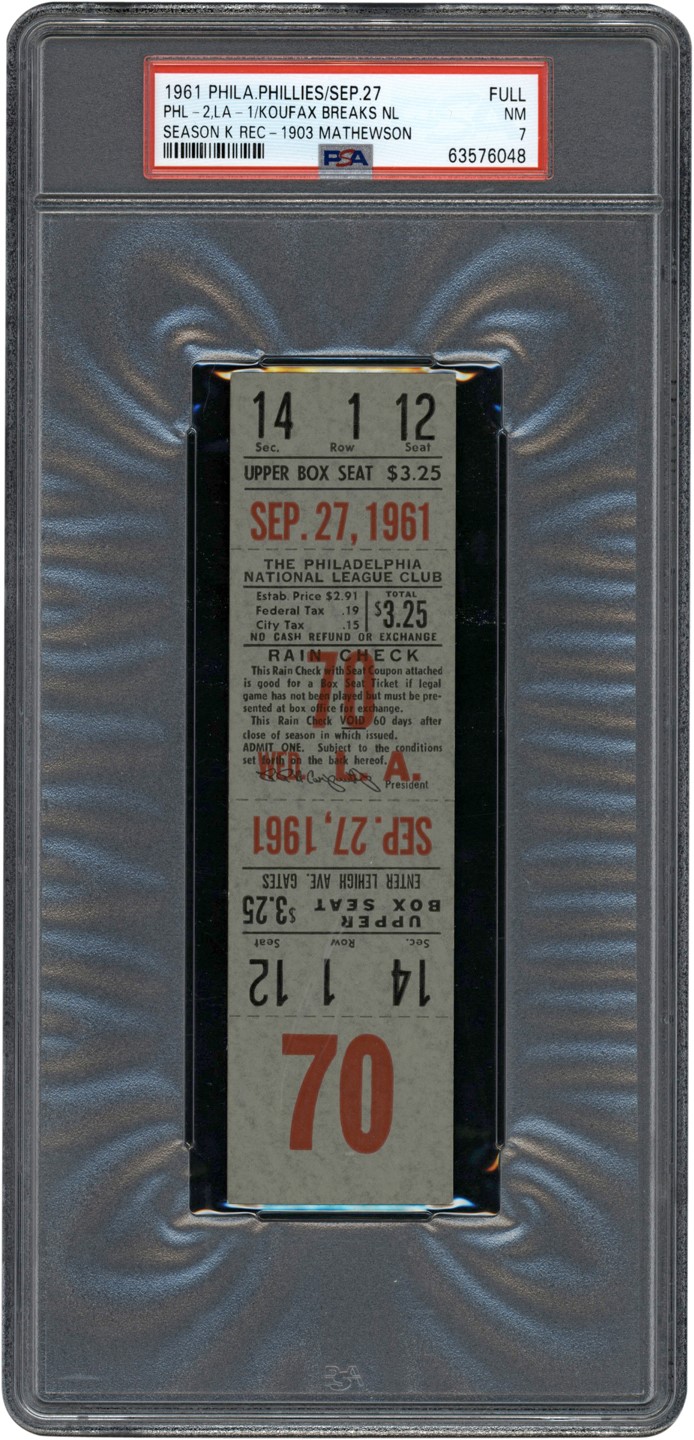 1961 PHILA.PHILLIES/SEP.27 FULL
PHL-2,LA-1/KOUFAX BREAKS NL NM
SEASON K REC-1903 MATHEWSON 7
PSA 63576048
14 1 12
Sec. Row Seat
UPPER BOX SEAT $3.25
SEP. 27, 1961
THE PHILADELPHIA
NATIONAL LEAGUE CLUB
Estab. Price $2.91 TOTAL
Federal Tax .19 $3.25
City Tax .15
NO CASH REFUND OR EXCHANGE
RAIN CHECK
70
This Rain Check with Seat Coupon attached
is good for a Box Seat Ticket if legal
game has not been played but must be pre-
sented at box office for exchange.
This Rain Check VOID 60 days after
close of season in which issued.
ADMIT ONE. Subject to the conditions
set forth on the back hereof.
WED. L. A.
President
SEP. 27, 1961
ENTER LEHIGH AVE. GATES
UPPER
BOX SEAT $3.25
Sec. Row Seat
14 1 12
70
PSA